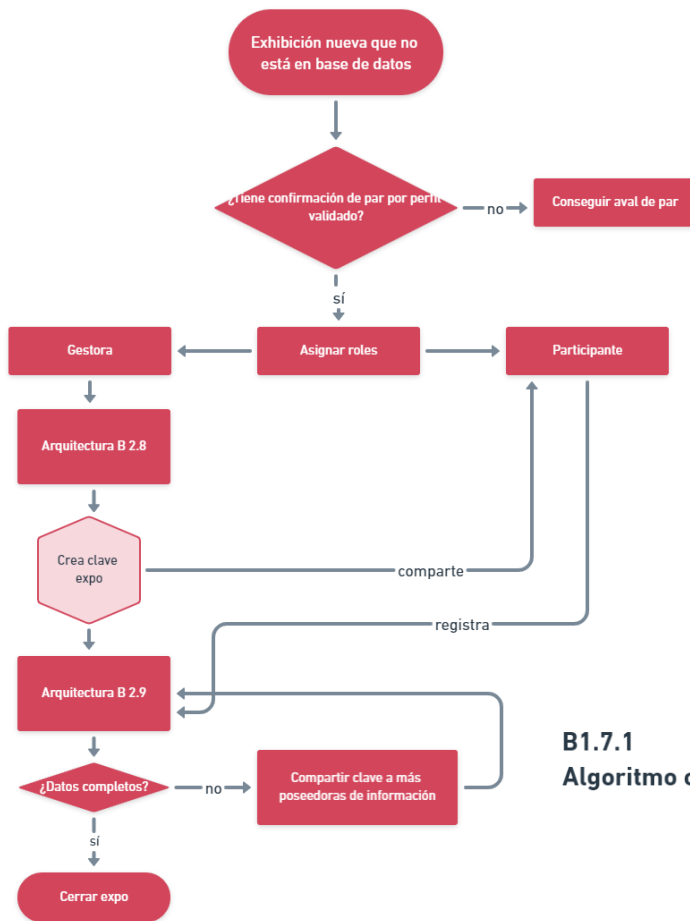 Exhibición nueva que no
está en base de datos
¿Tiene confirmación de par por perfil
validado?
no
Conseguir aval de par
sí
Gestora
Asignar roles
Participante
Arquitectura B 2.8
Crea clave
expo
comparte
registra
Arquitectura B 2.9
¿Datos completos?
no
Compartir clave a más
poseedoras de información
B1.7.1
Algoritmo
sí
Cerrar expo